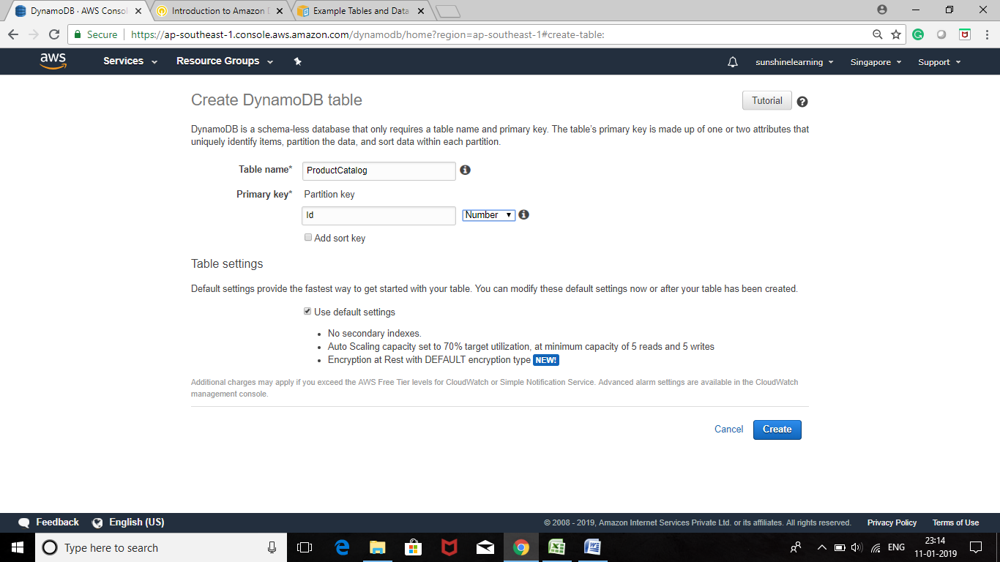 DynamoDB · AWS Consol
Introduction to Amazon D
Example Tables and Data
Secure
https://ap-southeast-1.console.aws.amazon.com/dynamodb/home?region=ap-southeast-1#create-table:
aws
Services
Resource Groups
sunshinelearning
Singapore
Support
Create DynamoDB table
Tutorial
DynamoDB is a schema-less database that only requires a table name and primary key. The table's primary key is made up of one or two attributes that
uniquely identify items, partition the data, and sort data within each partition.
Table name*
ProductCatalog
Primary key*
Partition key
Id
Number
Add sort key
Table settings
Default settings provide the fastest way to get started with your table. You can modify these default settings now or after your table has been created.
Use default settings
No secondary indexes.
Auto Scaling capacity set to 70% target utilization, at minimum capacity of 5 reads and 5 writes
Encryption at Rest with DEFAULT encryption type NEW!
Additional charges may apply if you exceed the AWS Free Tier levels for CloudWatch or Simple Notification Service. Advanced alarm settings are available in the CloudWatch
management console.
Cancel
Create
Feedback
English (US)
© 2008 - 2019, Amazon Internet Services Private Ltd. or its affiliates. All rights reserved.
Privacy Policy
Terms of Use
Type here to search
ENG
23:14
11-01-2019